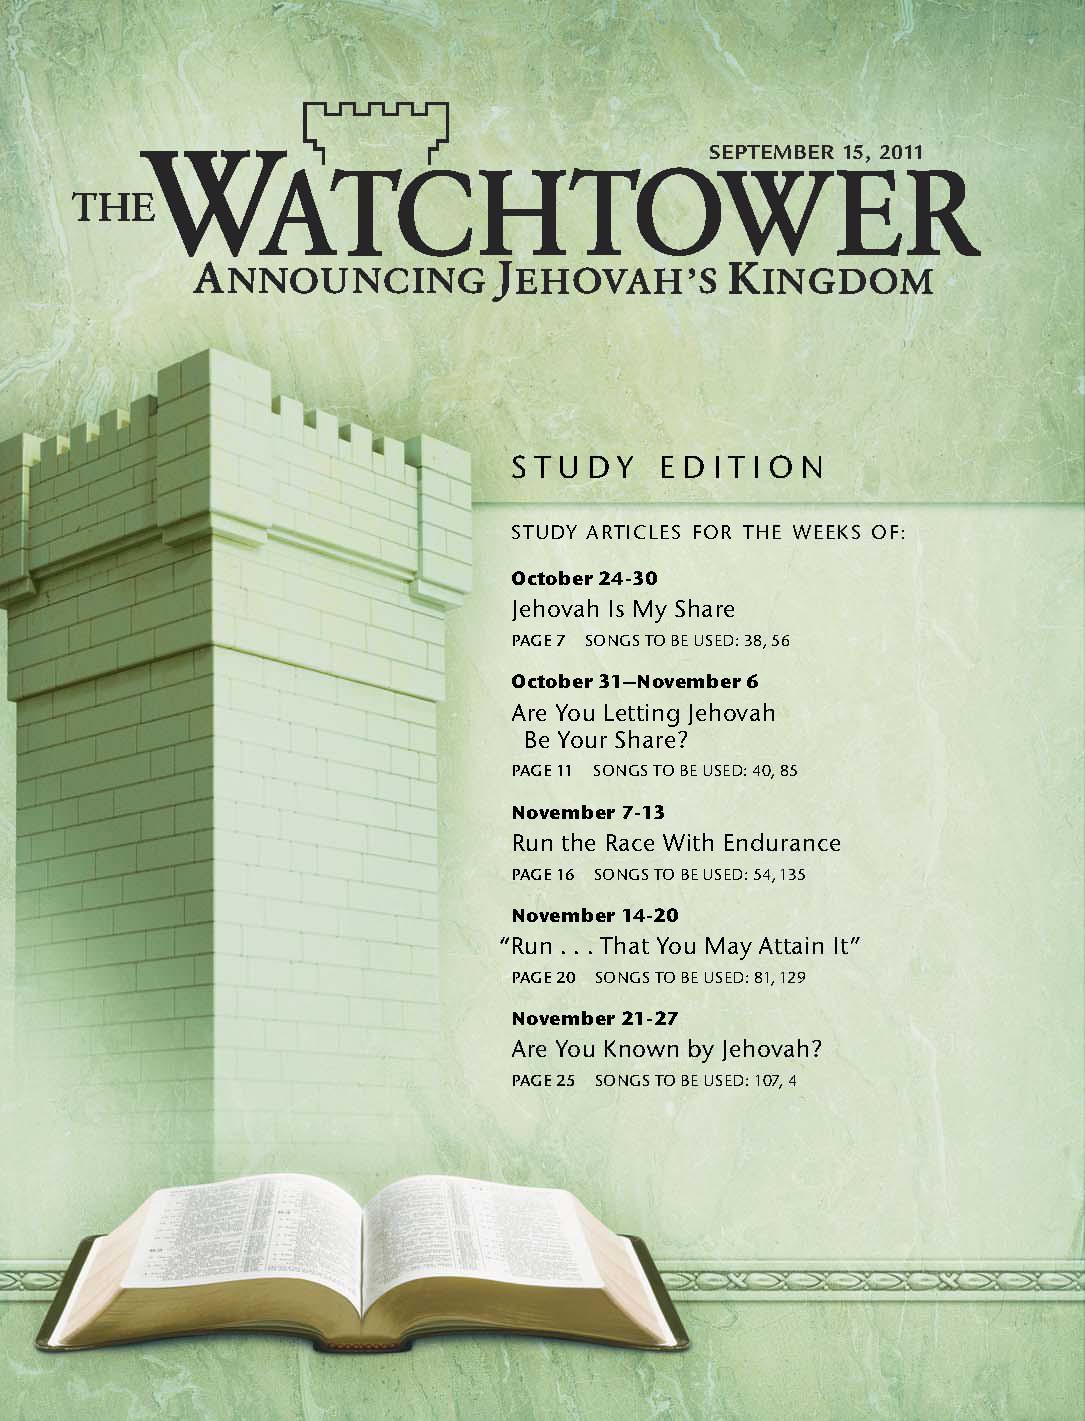 SEPTEMBER 15, 2011
THE WATCHTOWER
ANNOUNCING JEHOVAH'S KINGDOM
STUDY EDITION
STUDY ARTICLES FOR THE WEEKS OF:
October 24-30
Jehovah Is My Share
PAGE 7 SONGS TO BE USED: 38, 56
October 31–November 6
Are You Letting Jehovah
Be Your Share?
PAGE 11 SONGS TO BE USED: 40, 85
November 7-13
Run the Race With Endurance
PAGE 16 SONGS TO BE USED: 54, 135
November 14-20
“Run . . . That You May Attain It”
PAGE 20 SONGS TO BE USED: 81, 129
November 21-27
Are You Known by Jehovah?
PAGE 25 SONGS TO BE USED: 107, 4